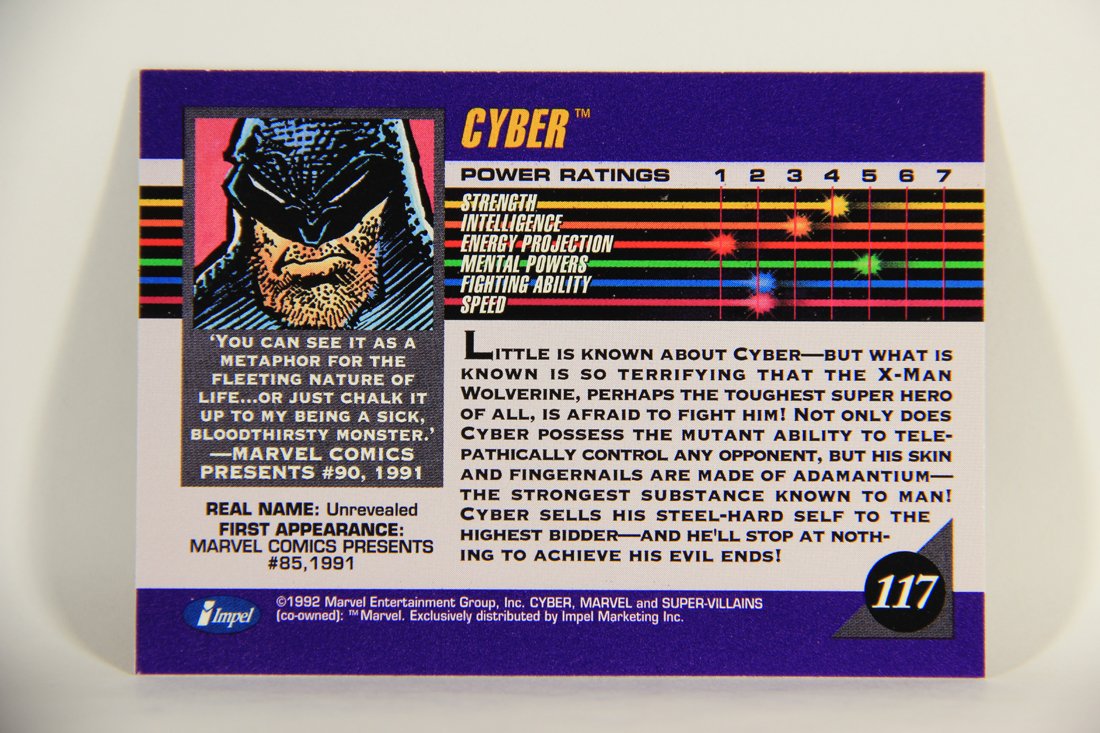 CYBER™
POWER RATINGS 1 2 3 4 5 6 7
STRENGTH
INTELLIGENCE
ENERGY PROJECTION
MENTAL POWERS
FIGHTING ABILITY
SPEED
'YOU CAN SEE IT AS A
METAPHOR FOR THE
FLEETING NATURE OF
LIFE...OR JUST CHALK IT
UP TO MY BEING A SICK,
BLOODTHIRSTY MONSTER.'
—MARVEL COMICS
PRESENTS #90, 1991
REAL NAME: Unrevealed
FIRST APPEARANCE:
MARVEL COMICS PRESENTS
#85,1991
LITTLE IS KNOWN ABOUT CYBER—BUT WHAT IS
KNOWN IS SO TERRIFYING THAT THE X-MAN
WOLVERINE, PERHAPS THE TOUGHEST SUPER HERO
OF ALL, IS AFRAID TO FIGHT HIM! NOT ONLY DOES
CYBER POSSESS THE MUTANT ABILITY TO TELE-
PATHICALLY CONTROL ANY OPPONENT, BUT HIS SKIN
AND FINGERNAILS ARE MADE OF ADAMANTIUM—
THE STRONGEST SUBSTANCE KNOWN TO MAN!
CYBER SELLS HIS STEEL-HARD SELF TO THE
HIGHEST BIDDER—AND HE'LL STOP AT NOTH-
ING TO ACHIEVE HIS EVIL ENDS!
117
Impel
©1992 Marvel Entertainment Group, Inc. CYBER, MARVEL and SUPER-VILLAINS
(co-owned): ™Marvel. Exclusively distributed by Impel Marketing Inc.